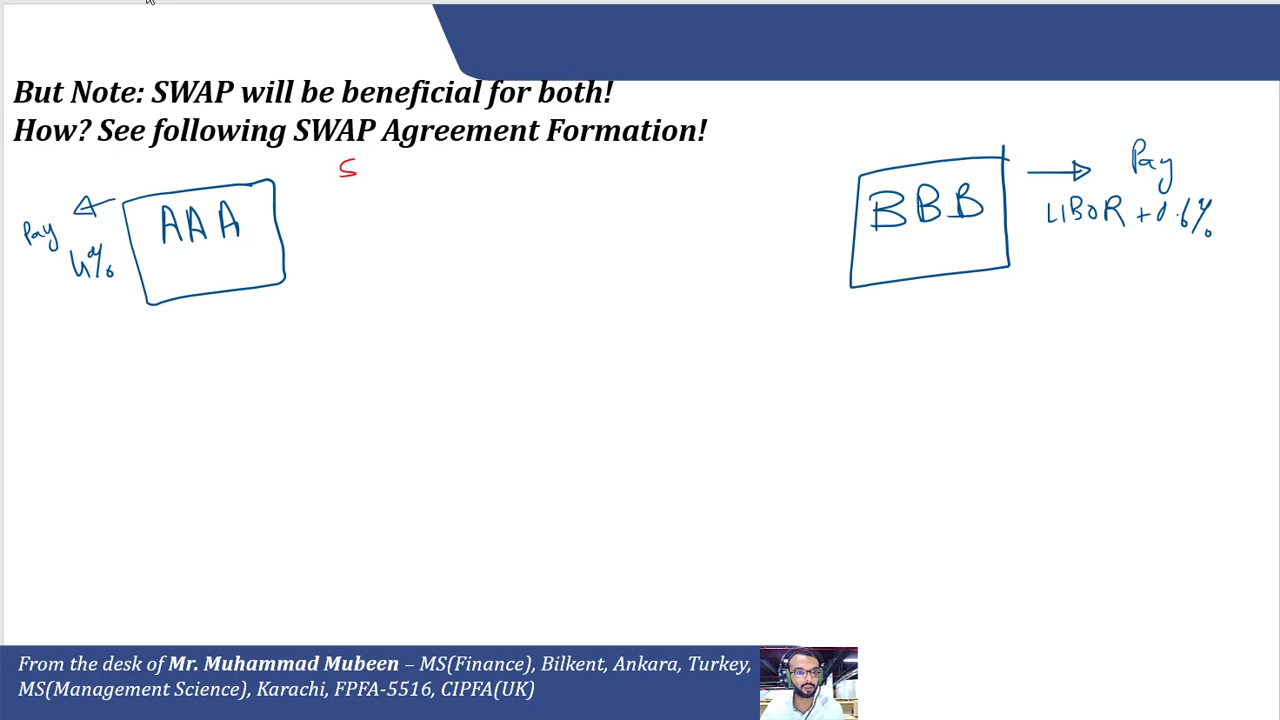 But Note: SWAP will be beneficial for both!
How? See following SWAP Agreement Formation!
S
Pay
4%
AAA
BBB
Pay
LIBOR + 0.6%
From the desk of Mr. Muhammad Mubeen – MS(Finance), Bilkent, Ankara, Turkey,
MS(Management Science), Karachi, FPFA-5516, CIPFA(UK)